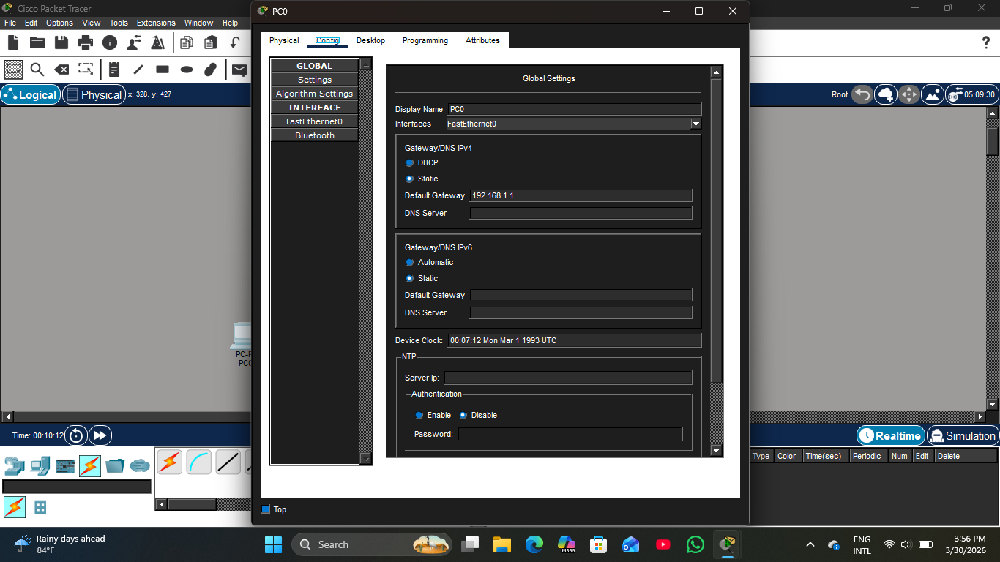 Cisco Packet Tracer
File Edit Options View Tools Extensions Window Help
Logical Physical x: 328, y: 427
Root 05:09:30
PC-P
PC0
Time: 00:10:12
Realtime Simulation
Type Color Time(sec) Periodic Num Edit Delete
PC0
Physical Config Desktop Programming Attributes
GLOBAL
Settings
Algorithm Settings
INTERFACE
FastEthernet0
Bluetooth
Global Settings
Display Name PC0
Interfaces FastEthernet0
Gateway/DNS IPv4
DHCP
Static
Default Gateway 192.168.1.1
DNS Server
Gateway/DNS IPv6
Automatic
Static
Default Gateway
DNS Server
Device Clock: 00:07:12 Mon Mar 1 1993 UTC
NTP
Server Ip:
Authentication
Enable Disable
Password:
Top
Rainy days ahead
84°F
Search
M365
ENG
INTL
3:56 PM
3/30/2026